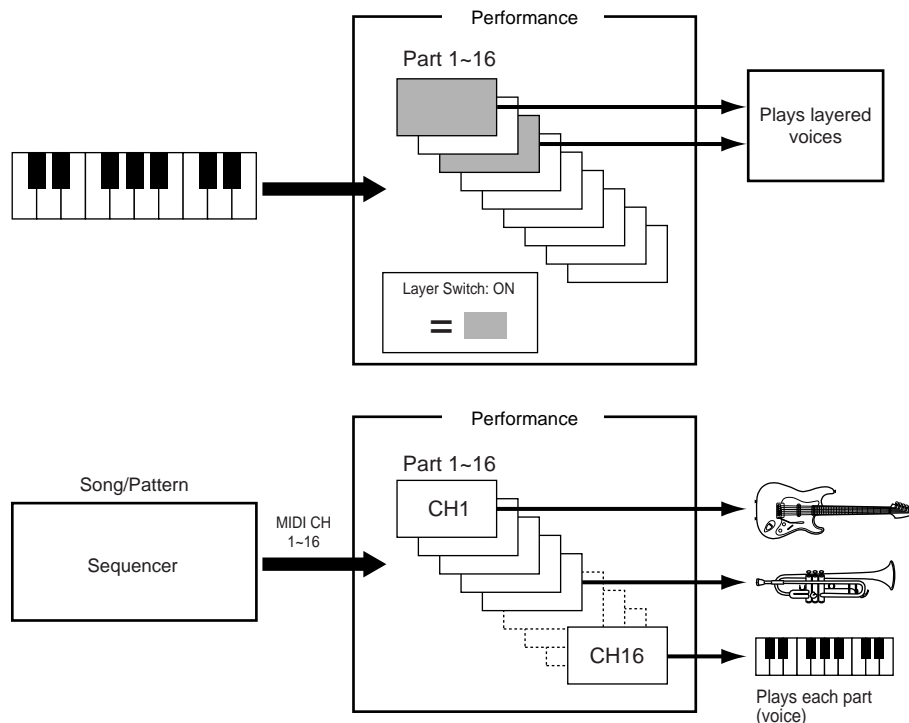 Performance
Part 1~16
Plays layered
voices
Layer Switch: ON
=
Performance
Song/Pattern
Part 1~16
Sequencer
MIDI CH
1~16
CH1
CH16
Plays each part
(voice)